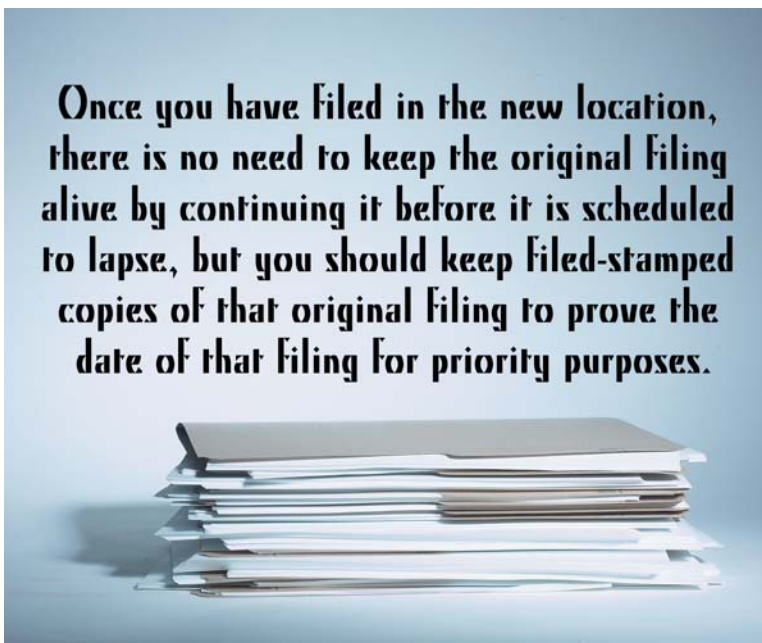 Once you have filed in the new location,
there is no need to keep the original filing
alive by continuing it before it is scheduled
to lapse, but you should keep filed-stamped
copies of that original filing to prove the
date of that filing for priority purposes.